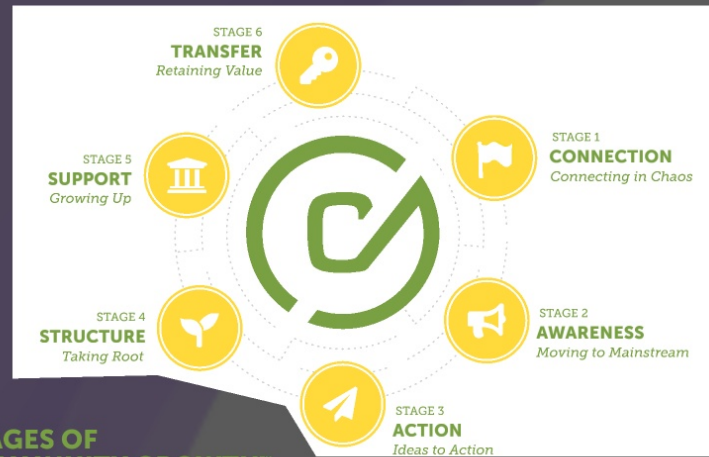 STAGE 6
TRANSFER
Retaining Value
STAGE 1
CONNECTION
Connecting in Chaos
STAGE 5
SUPPORT
Growing Up
STAGE 2
AWARENESS
Moving to Mainstream
STAGE 4
STRUCTURE
Taking Root
STAGE 3
ACTION
Ideas to Action
OF